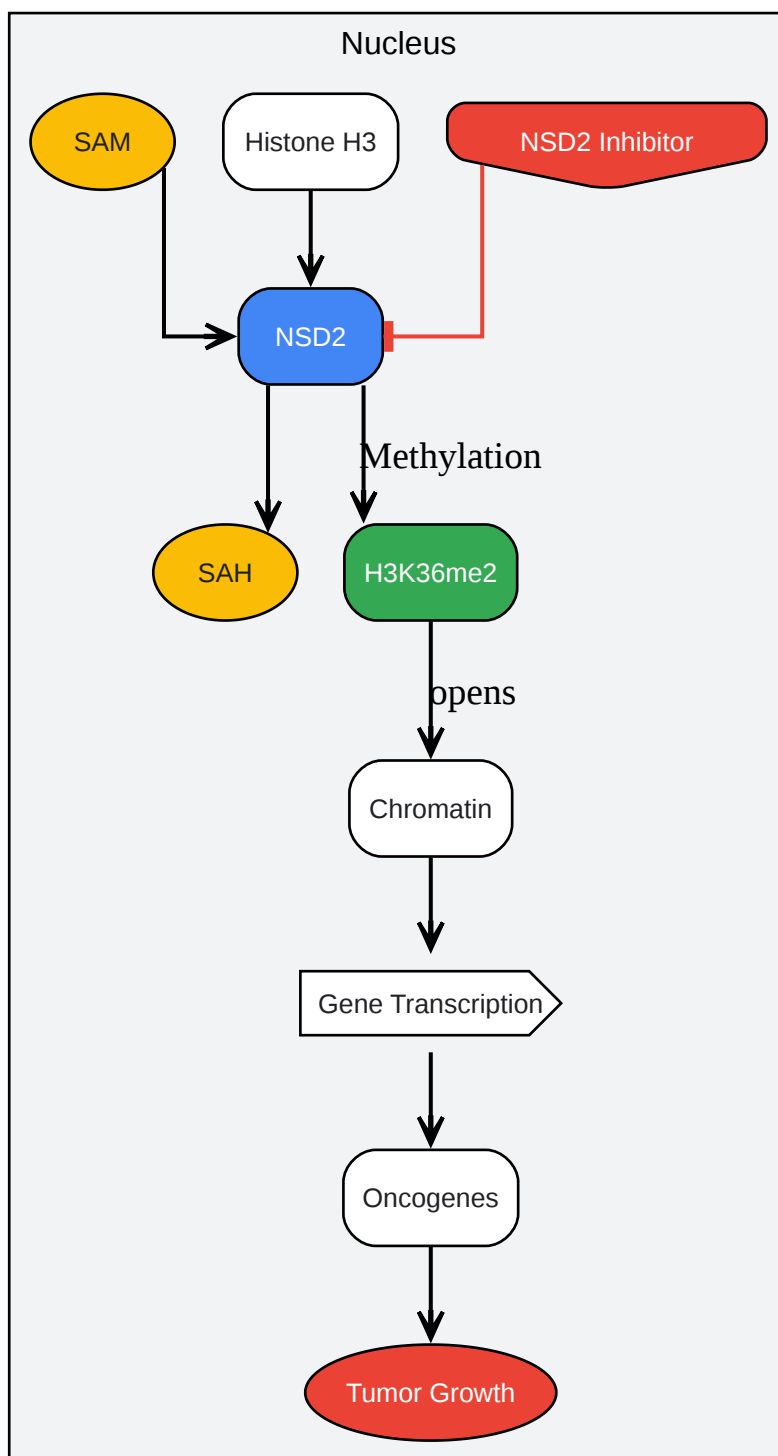 Nucleus
SAM
Histone H3
NSD2 Inhibitor
NSD2
Methylation
SAH
H3K36me2
opens
Chromatin
Gene Transcription
Oncogenes
Tumor Growth